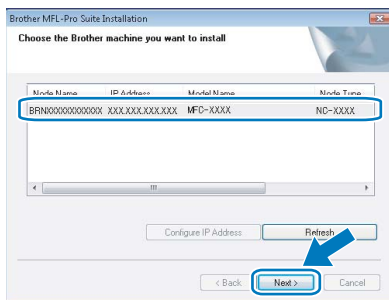 Brother MFL-Pro Suite Installation
Choose the Brother machine you want to install
Node Name IP Address Model Name Node Type
BRNXXXXXXXXXXXX XXX.XXX.XXX.XXX MFC-XXXX NC-XXXX
Configure IP Address Refresh
< Back Next > Cancel